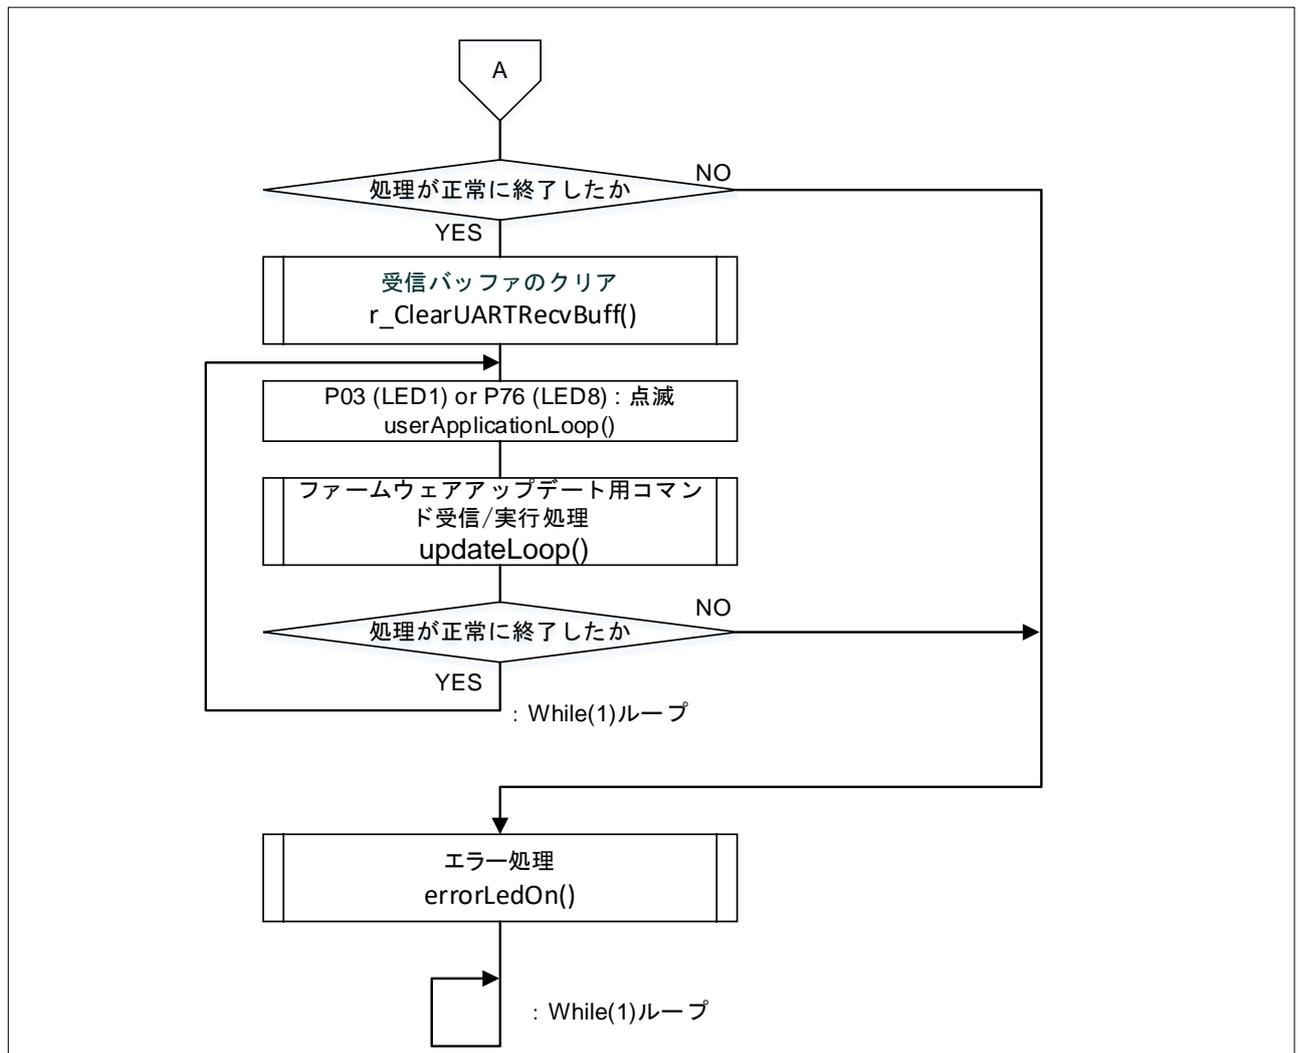 A
処理が正常に終了したか
NO
YES
受信バッファのクリア
r_ClearUARTRecvBuff()
P03 (LED1) or P76 (LED8) : 点滅
userApplicationLoop()
ファームウェアアップデート用コマン
ド受信/実行処理
updateLoop()
処理が正常に終了したか
NO
YES
: While(1)ループ
エラー処理
errorLedOn()
: While(1)ループ